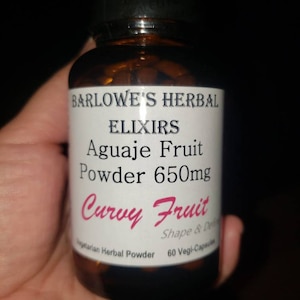 BARLOWE'S HERBAL
ELIXIRS
Aguaje Fruit
Powder 650mg
Curvy Fruit
Shape &
Vegetarian Herbal Powder 60 Vegi-Capsules